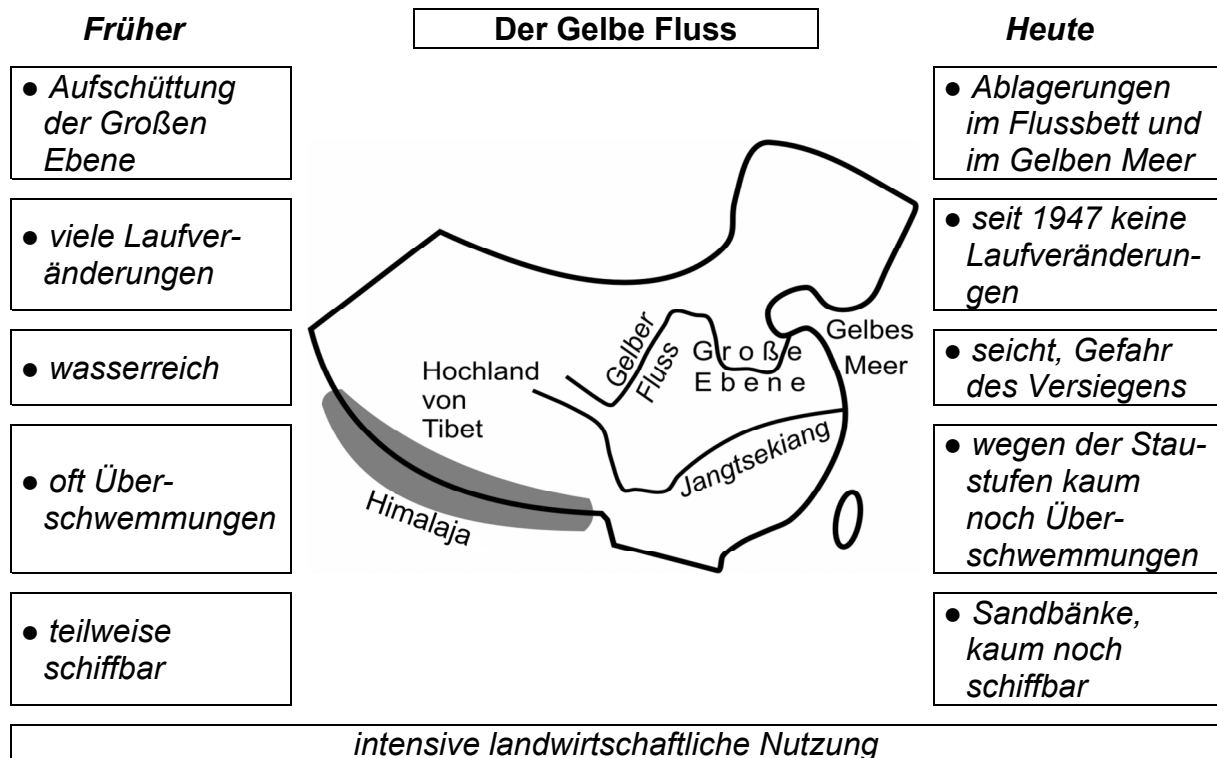 Früher
Der Gelbe Fluss
Heute
● Aufschüttung
der Großen
Ebene
● viele Laufver-
änderungen
● wasserreich
● oft Über-
schwemmungen
● teilweise
schiffbar
Gelber
Fluss
Große
Ebene
Gelbes
Meer
Hochland
von
Tibet
Jangtsekiang
Himalaja
● Ablagerungen
im Flussbett und
im Gelben Meer
● seit 1947 keine
Laufveränderun-
gen
● seicht, Gefahr
des Versiegens
● wegen der Stau-
stufen kaum
noch Über-
schwemmungen
● Sandbänke,
kaum noch
schiffbar
intensive landwirtschaftliche Nutzung